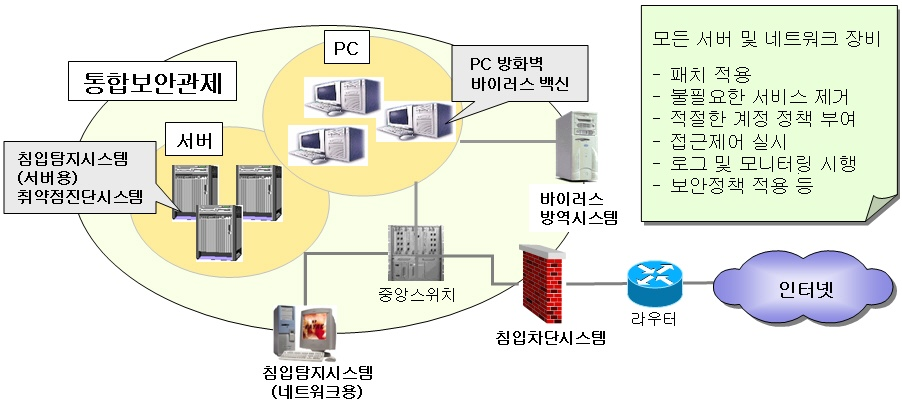 통합보안관제
PC
PC 방화벽
바이러스 백신
서버
침입탐지시스템
(서버용)
취약점진단시스템
바이러스
방역시스템
중앙스위치
침입탐지시스템
(네트워크용)
침입차단시스템
라우터
인터넷
모든 서버 및 네트워크 장비
- 패치 적용
- 불필요한 서비스 제거
- 적절한 계정 정책 부여
- 접근제어 실시
- 로그 및 모니터링 시행
- 보안정책 적용 등